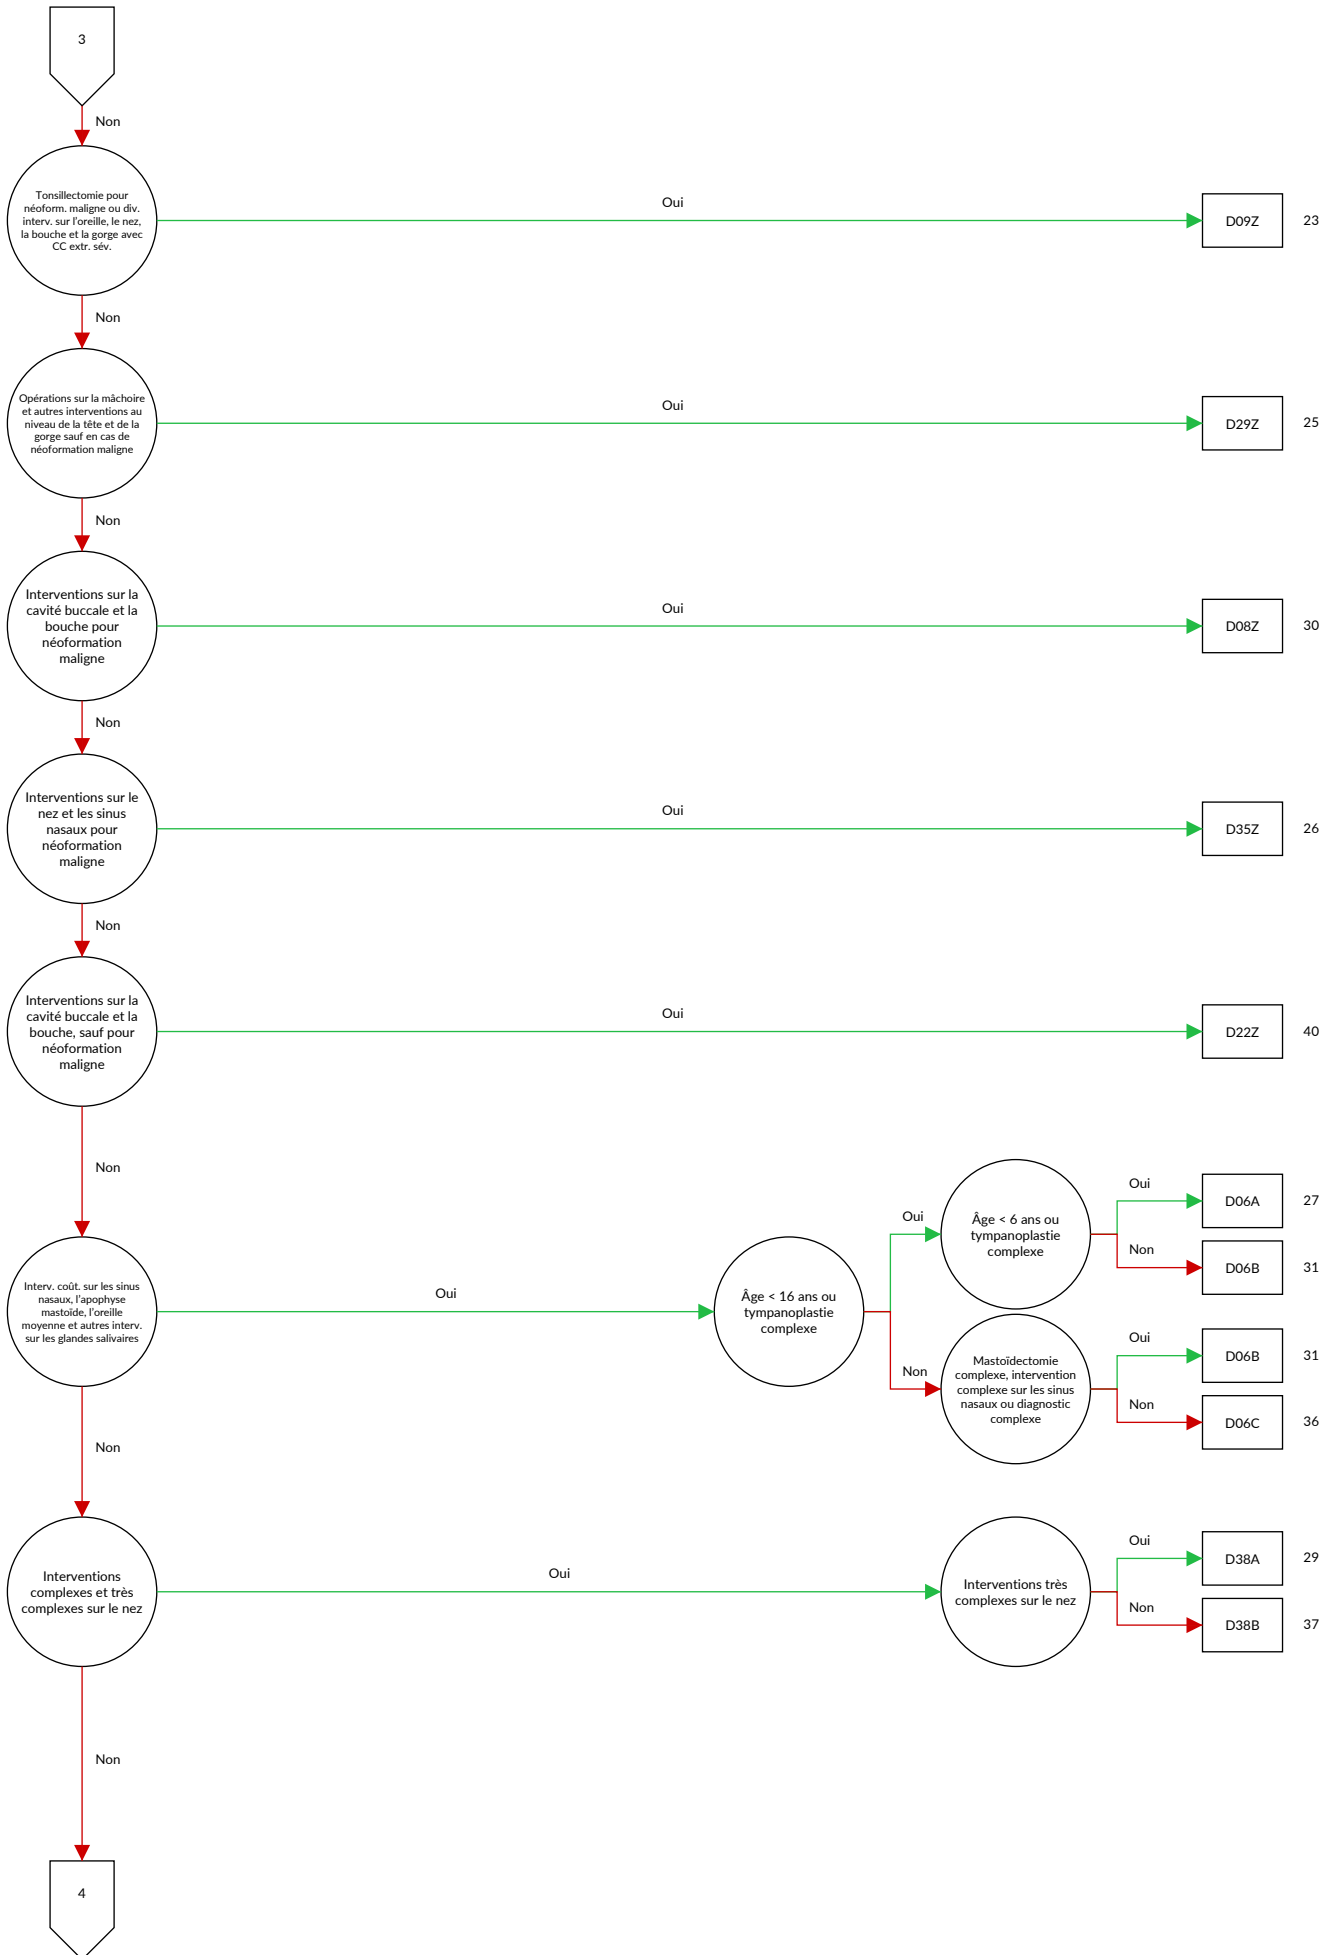 3
Non
Tonsillectomie pour
néoform. maligne ou div.
interv. sur l'oreille, le nez,
la bouche et la gorge avec
CC extr. sév.
Oui
D09Z
23
Non
Opérations sur la mâchoire
et autres interventions au
niveau de la tête et de la
gorge sauf en cas de
néoformation maligne
Oui
D29Z
25
Non
Interventions sur la
cavité buccale et la
bouche pour
néoformation
maligne
Oui
D08Z
30
Non
Interventions sur le
nez et les sinus
nasaux pour
néoformation
maligne
Oui
D35Z
26
Non
Interventions sur la
cavité buccale et la
bouche, sauf pour
néoformation
maligne
Oui
D22Z
40
Non
Interv. coût. sur les sinus
nasaux, l'apophyse
mastoïde, l'oreille
moyenne et autres interv.
sur les glandes salivaires
Oui
Âge < 16 ans ou
tympanoplastie
complexe
Oui
Âge < 6 ans ou
tympanoplastie
complexe
Oui
D06A
27
Non
D06B
31
Non
Mastoïdectomie
complexe, intervention
complexe sur les sinus
nasaux ou diagnostic
complexe
Oui
D06B
31
Non
D06C
36
Non
Interventions
complexes et très
complexes sur le nez
Oui
Interventions très
complexes sur le nez
Oui
D38A
29
Non
D38B
37
Non
4